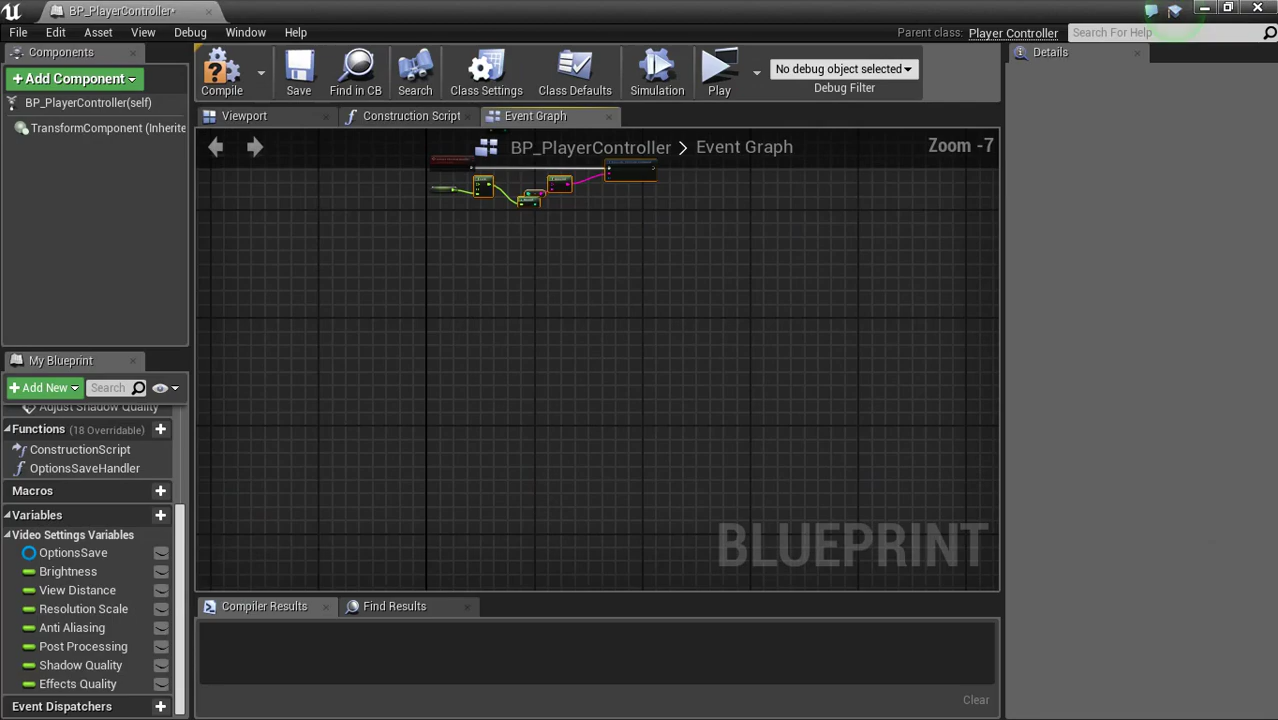 BP_PlayerController*
File Edit Asset View Debug Window Help
Parent class: Player Controller
Search For Help
Components
+Add Component
BP_PlayerController(self)
TransformComponent (Inherite
Compile
Save
Find in CB
Search
Class Settings
Class Defaults
Simulation
Play
No debug object selected
Debug Filter
Details
Viewport
Construction Script
Event Graph
BP_PlayerController > Event Graph
Zoom -7
BLUEPRINT
My Blueprint
+Add New
Search
Adjust Shadow Quality
Functions (18 Overridable)
ConstructionScript
OptionsSaveHandler
Macros
Variables
Video Settings Variables
OptionsSave
Brightness
View Distance
Resolution Scale
Anti Aliasing
Post Processing
Shadow Quality
Effects Quality
Event Dispatchers
Compiler Results
Find Results
Clear